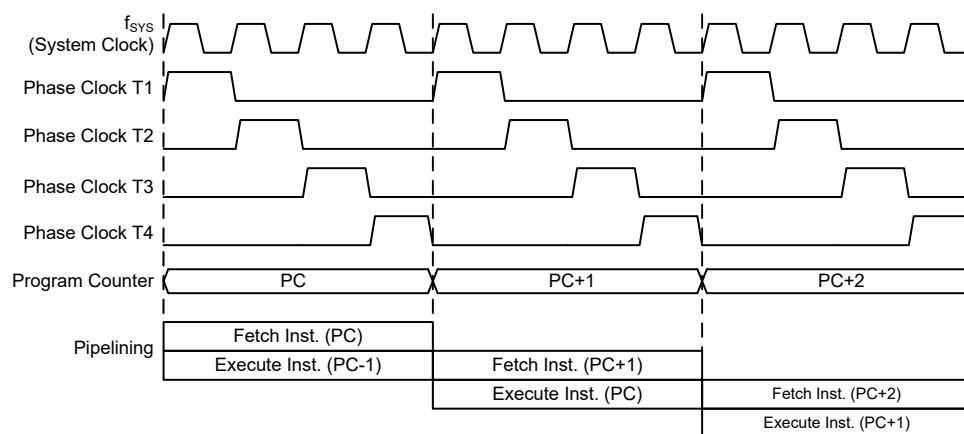 fSYS
(System Clock)
Phase Clock T1
Phase Clock T2
Phase Clock T3
Phase Clock T4
Program Counter PC PC+1 PC+2
Pipelining
Fetch Inst. (PC)
Execute Inst. (PC-1) Fetch Inst. (PC+1)
Execute Inst. (PC) Fetch Inst. (PC+2)
Execute Inst. (PC+1)